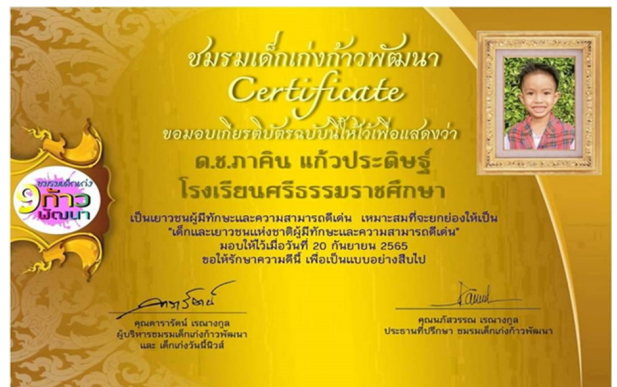 ชมรมเด็กเก่งก้าวพัฒนา
Certificate
ขอมอบเกียรติบัตรฉบับนี้ให้ไว้เพื่อแสดงว่า
ด.ช.ภาคิน แก้วประดิษฐ์
โรงเรียนศรีธรรมราชศึกษา
เป็นเยาวชนผู้มีทักษะและความสามารถดีเด่น เหมาะสมที่จะยกย่องให้เป็น
"เด็กและเยาวชนแห่งชาติผู้มีทักษะและความสามารถดีเด่น"
มอบให้ไว้เมื่อวันที่ 20 กันยายน 2565
ขอให้รักษาความดีนี้ เพื่อเป็นแบบอย่างสืบไป
ชมรมเด็กเก่ง
9 ก้าว
พัฒนา
คุณดารารัตน์ เรณางกูล
ผู้บริหารชมรมเด็กเก่งก้าวพัฒนา
และ เด็กเก่งวันนี้นิวส์
คุณนภัสวรรณ เรณางกูล
ประธานที่ปรึกษา ชมรมเด็กเก่งก้าวพัฒนา